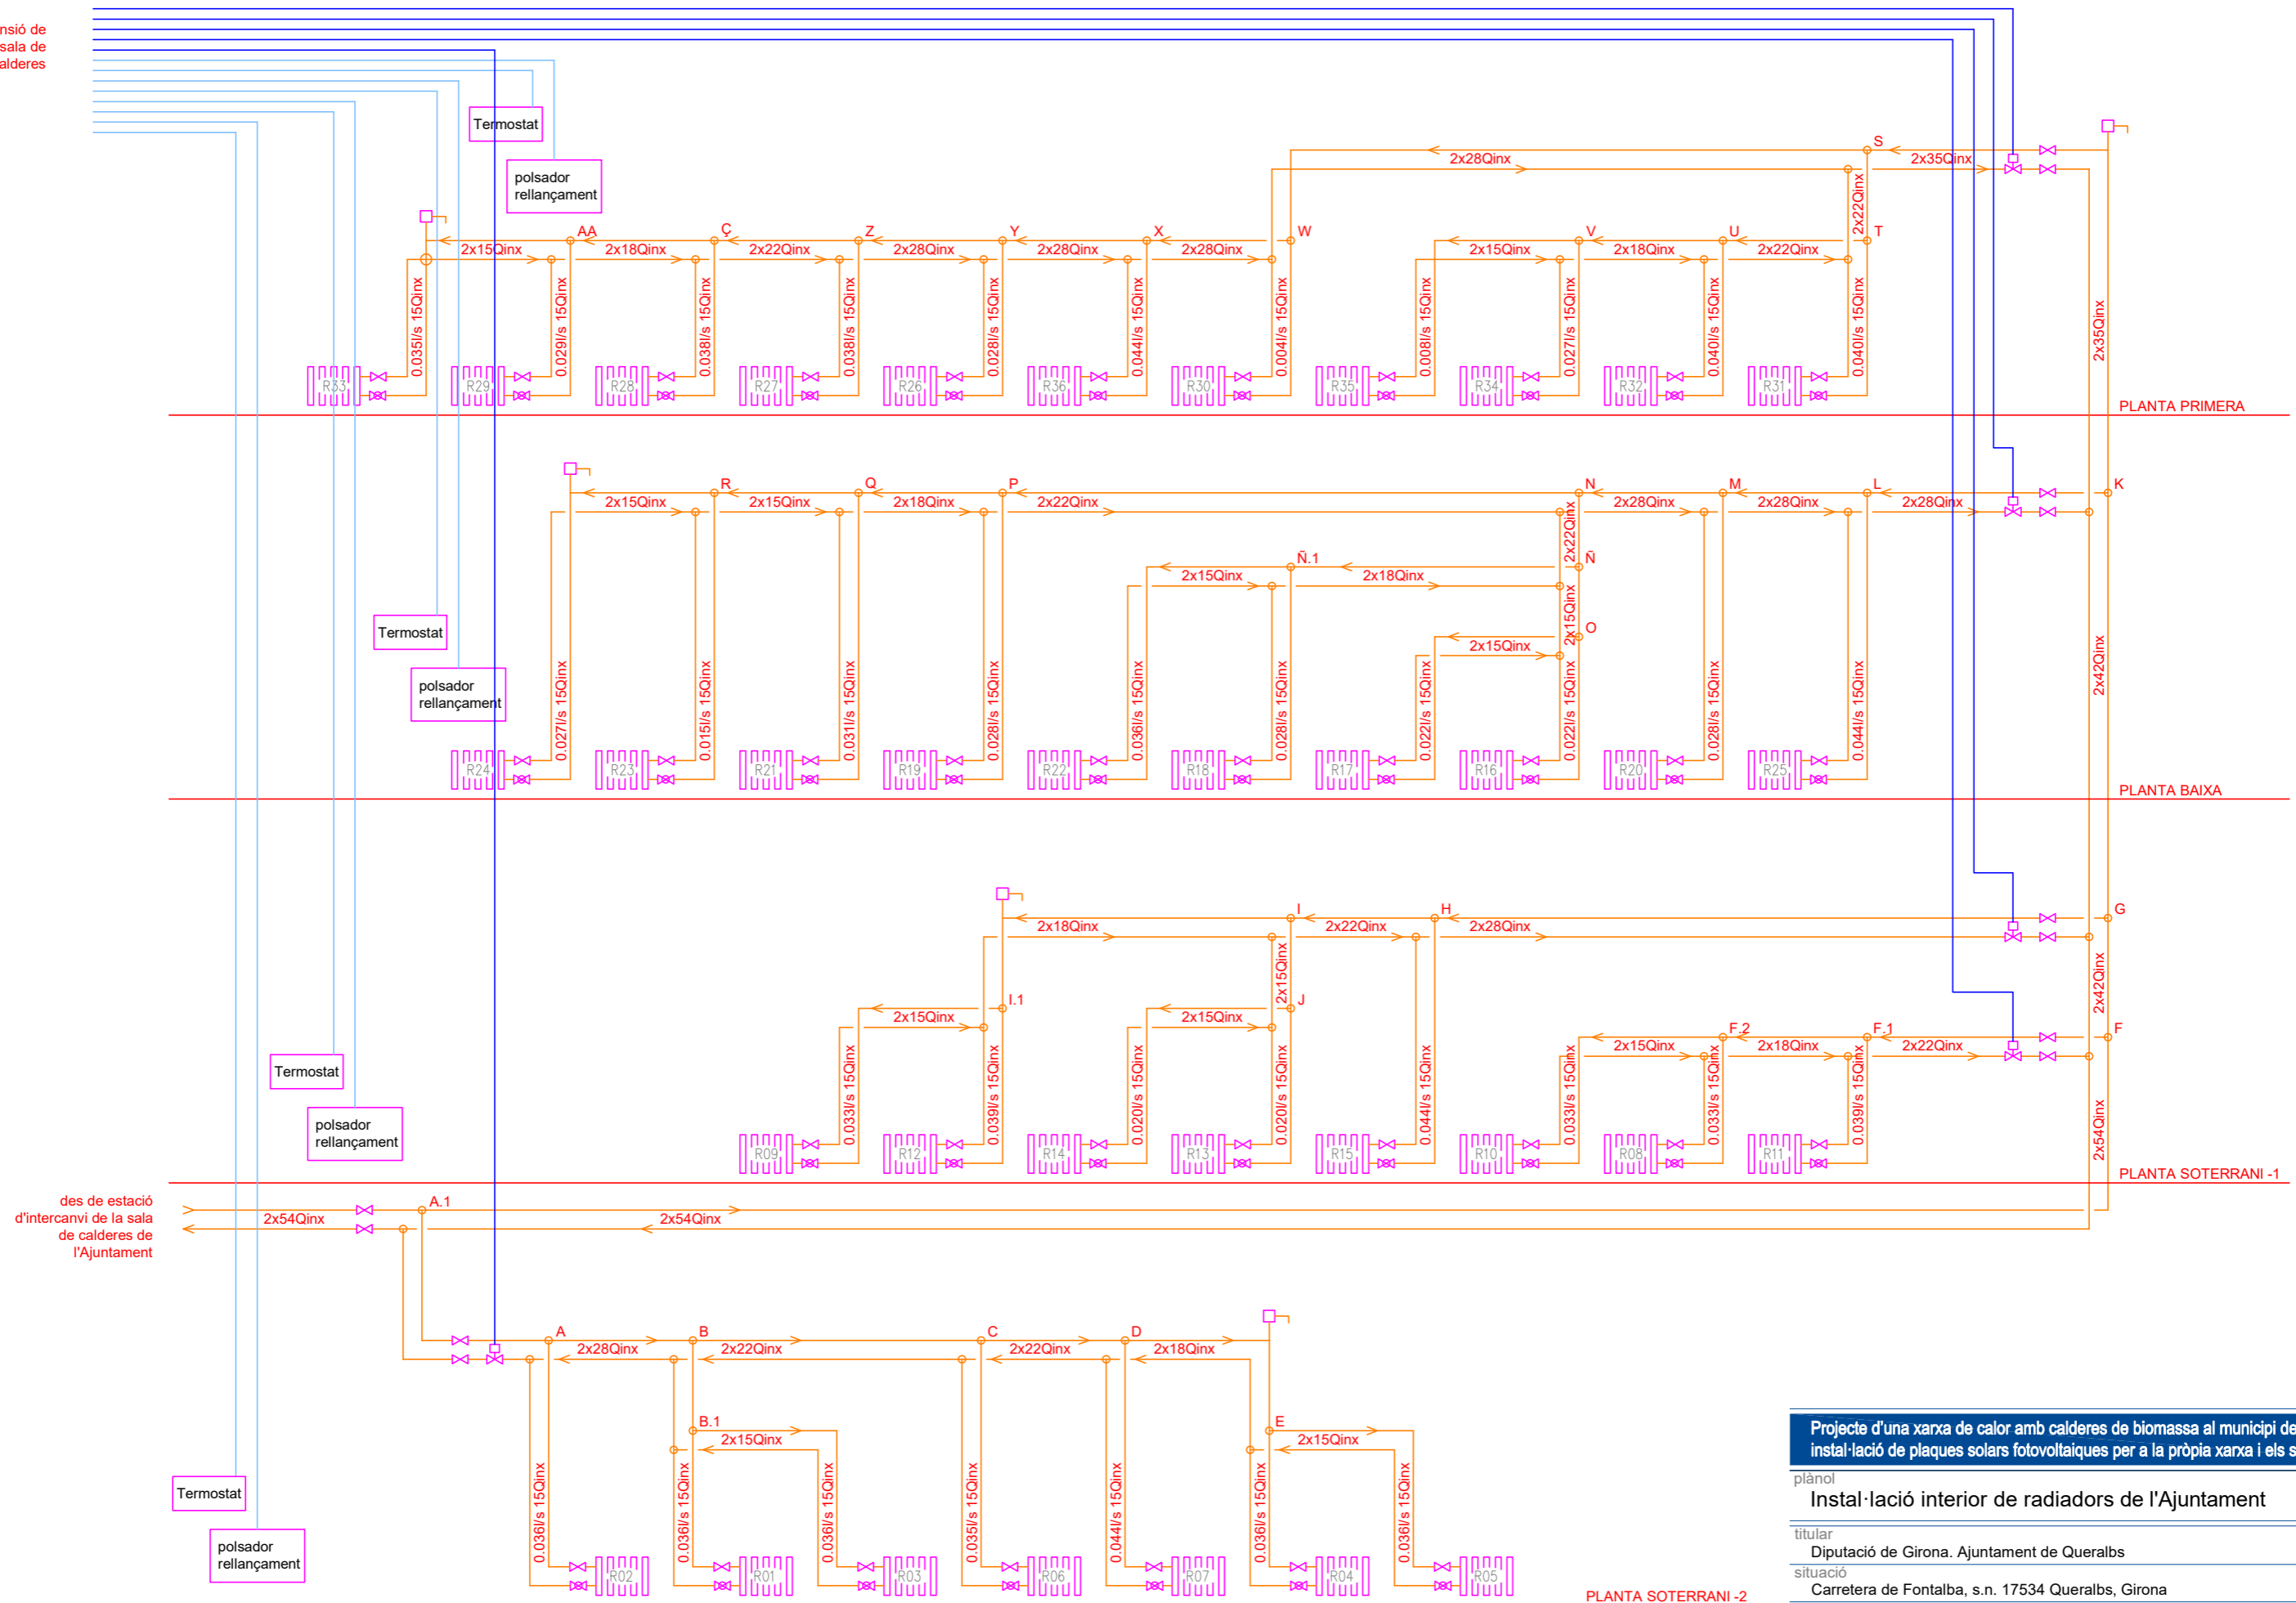 nsió de
sala de
alderes
Termostat
polsador
rellançament
S
2x28Qinx
2x35Qinx
2x22Qinx
AA
Ç
Z
Y
X
W
V
U
T
2x15Qinx
2x18Qinx
2x22Qinx
2x28Qinx
2x28Qinx
2x28Qinx
2x15Qinx
2x18Qinx
2x22Qinx
0.035l/s 15Qinx
0.029l/s 15Qinx
0.038l/s 15Qinx
0.038l/s 15Qinx
0.028l/s 15Qinx
0.044l/s 15Qinx
0.004l/s 15Qinx
0.008l/s 15Qinx
0.027l/s 15Qinx
0.040l/s 15Qinx
0.040l/s 15Qinx
2x35Qinx
R33
R29
R28
R27
R26
R36
R30
R35
R34
R32
R31
PLANTA PRIMERA
R
Q
P
N
M
L
K
2x15Qinx
2x15Qinx
2x18Qinx
2x22Qinx
2x28Qinx
2x28Qinx
2x28Qinx
2x22Qinx
Ñ.1
Ñ
2x15Qinx
2x18Qinx
2x15Qinx
O
2x15Qinx
Termostat
polsador
rellançament
0.027l/s 15Qinx
0.015l/s 15Qinx
0.031l/s 15Qinx
0.028l/s 15Qinx
0.036l/s 15Qinx
0.028l/s 15Qinx
0.022l/s 15Qinx
0.022l/s 15Qinx
0.028l/s 15Qinx
0.044l/s 15Qinx
2x42Qinx
R24
R23
R21
R19
R22
R18
R17
R16
R20
R25
PLANTA BAIXA
I
H
G
2x18Qinx
2x22Qinx
2x28Qinx
2x15Qinx
2x42Qinx
I.1
J
2x15Qinx
2x15Qinx
F.2
F.1
F
2x15Qinx
2x18Qinx
2x22Qinx
Termostat
polsador
rellançament
0.033l/s 15Qinx
0.039l/s 15Qinx
0.020l/s 15Qinx
0.020l/s 15Qinx
0.044l/s 15Qinx
0.033l/s 15Qinx
0.033l/s 15Qinx
0.039l/s 15Qinx
2x54Qinx
R09
R12
R14
R13
R15
R10
R08
R11
PLANTA SOTERRANI -1
des de estació
d'intercanvi de la sala
de calderes de
l'Ajuntament
A.1
2x54Qinx
2x54Qinx
A
B
C
D
2x28Qinx
2x22Qinx
2x22Qinx
2x18Qinx
B.1
2x15Qinx
E
2x15Qinx
Termostat
polsador
rellançament
0.036l/s 15Qinx
0.036l/s 15Qinx
0.036l/s 15Qinx
0.035l/s 15Qinx
0.044l/s 15Qinx
0.036l/s 15Qinx
0.036l/s 15Qinx
R02
R01
R03
R06
R07
R04
R05
PLANTA SOTERRANI -2
Projecte d'una xarxa de calor amb calderes de biomassa al municipi de
instal·lació de plaques solars fotovoltaiques per a la pròpia xarxa i els s
plànol
Instal·lació interior de radiadors de l'Ajuntament
titular
Diputació de Girona. Ajuntament de Queralbs
situació
Carretera de Fontalba, s.n. 17534 Queralbs, Girona